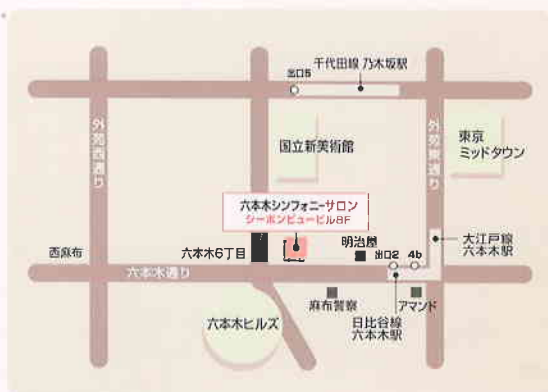 千代田線 乃木坂駅
出口5
外苑西通り
国立新美術館
外苑東通り
東京
ミッドタウン
六本木シンフォニーサロン
シーボンビュービル8F
西麻布
六本木6丁目
明治屋
出口2
4b
大江戸線
六本木駅
六本木通り
麻布警察
アマンド
六本木ヒルズ
日比谷線
六本木駅